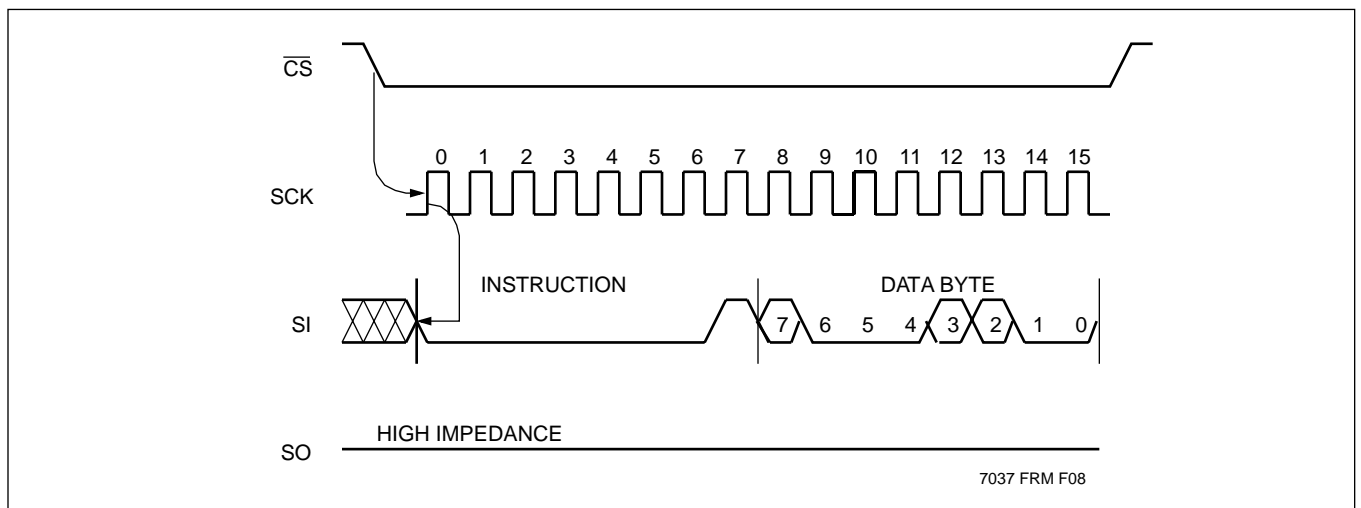 CS
0 1 2 3 4 5 6 7 8 9 10 11 12 13 14 15
SCK
INSTRUCTION DATA BYTE
SI 7 6 5 4 3 2 1 0
HIGH IMPEDANCE
SO
7037 FRM F08